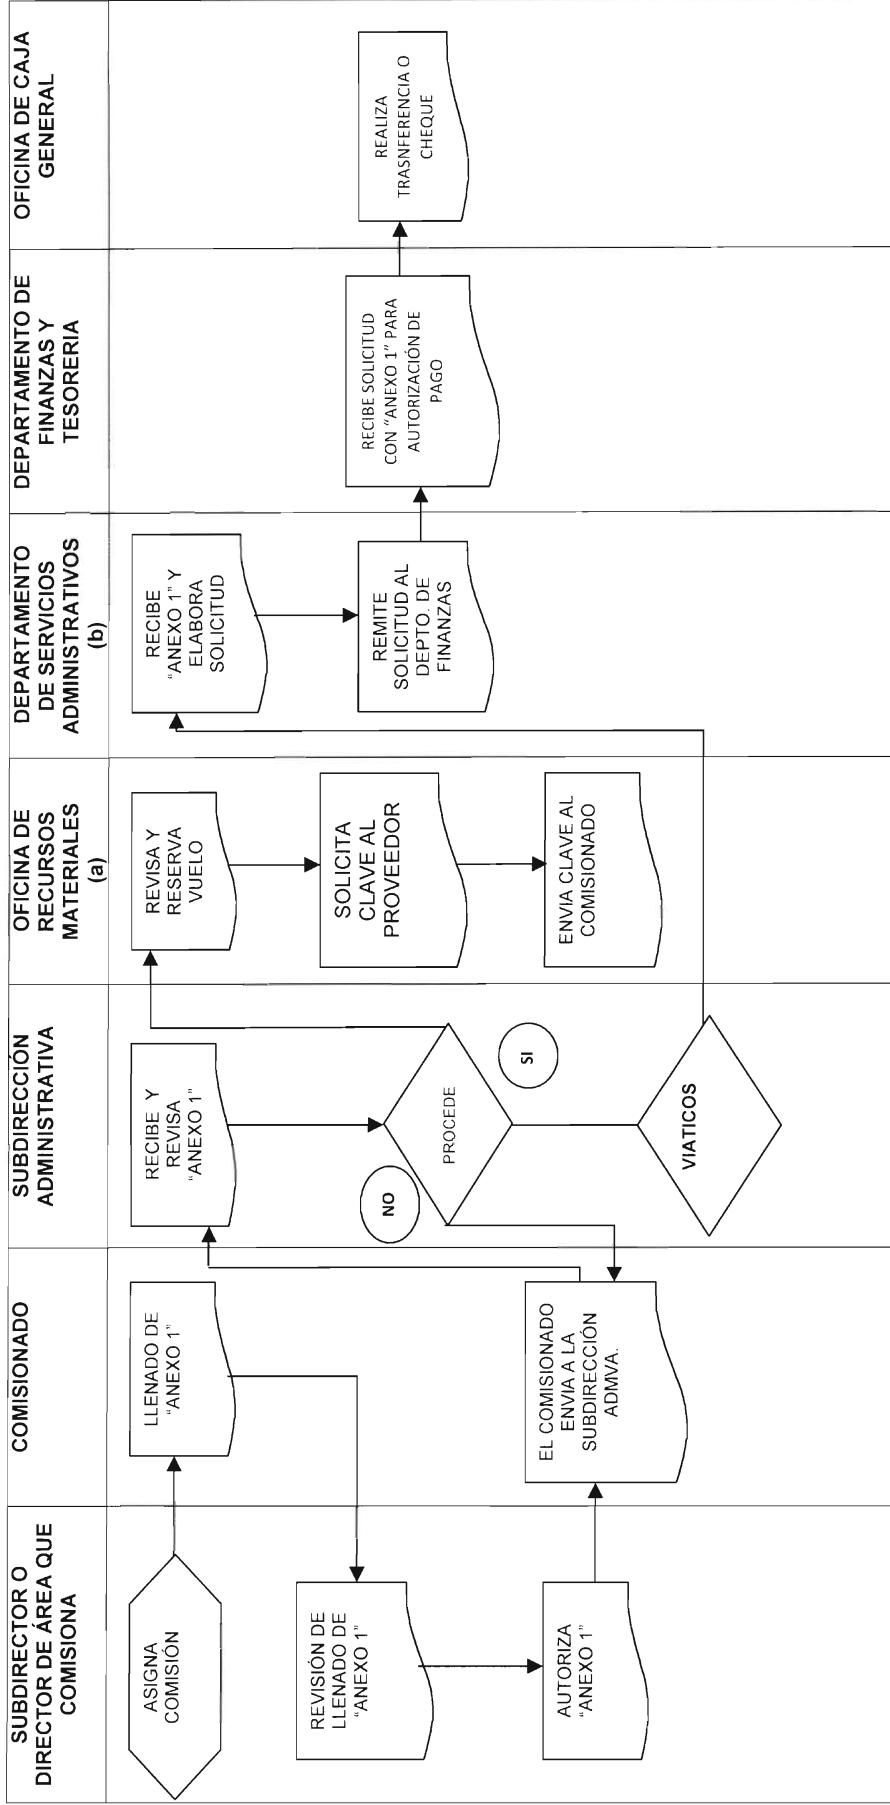 SUBDIRECTOR O
DIRECTOR DE ÁREA QUE
COMISIONA
COMISIONADO
SUBDIRECCIÓN
ADMINISTRATIVA
OFICINA DE
RECURSOS
MATERIALES
(a)
DEPARTAMENTO
DE SERVICIOS
ADMINISTRATIVOS
(b)
DEPARTAMENTO DE
FINANZAS Y
TESORERIA
OFICINA DE CAJA
GENERAL
ASIGNA
COMISIÓN
REVISIÓN DE
LLENADO DE
“ANEXO 1”
AUTORIZA
“ANEXO 1”
LLENADO DE
“ANEXO 1”
EL COMISIONADO
ENVIA A LA
SUBDIRECCIÓN
ADMVA.
RECIBE Y
REVISA
“ANEXO 1”
NO
PROCEDE
SI
VIATICOS
REVISA Y
RESERVA
VUELO
SOLICITA
CLAVE AL
PROVEEDOR
ENVIA CLAVE AL
COMISIONADO
RECIBE
“ANEXO 1” Y
ELABORA
SOLICITUD
REMITE
SOLICITUD AL
DEPTO. DE
FINANZAS
RECIBE SOLICITUD
CON “ANEXO 1” PARA
AUTORIZACIÓN DE
PAGO
REALIZA
TRASNFERENCIA O
CHEQUE